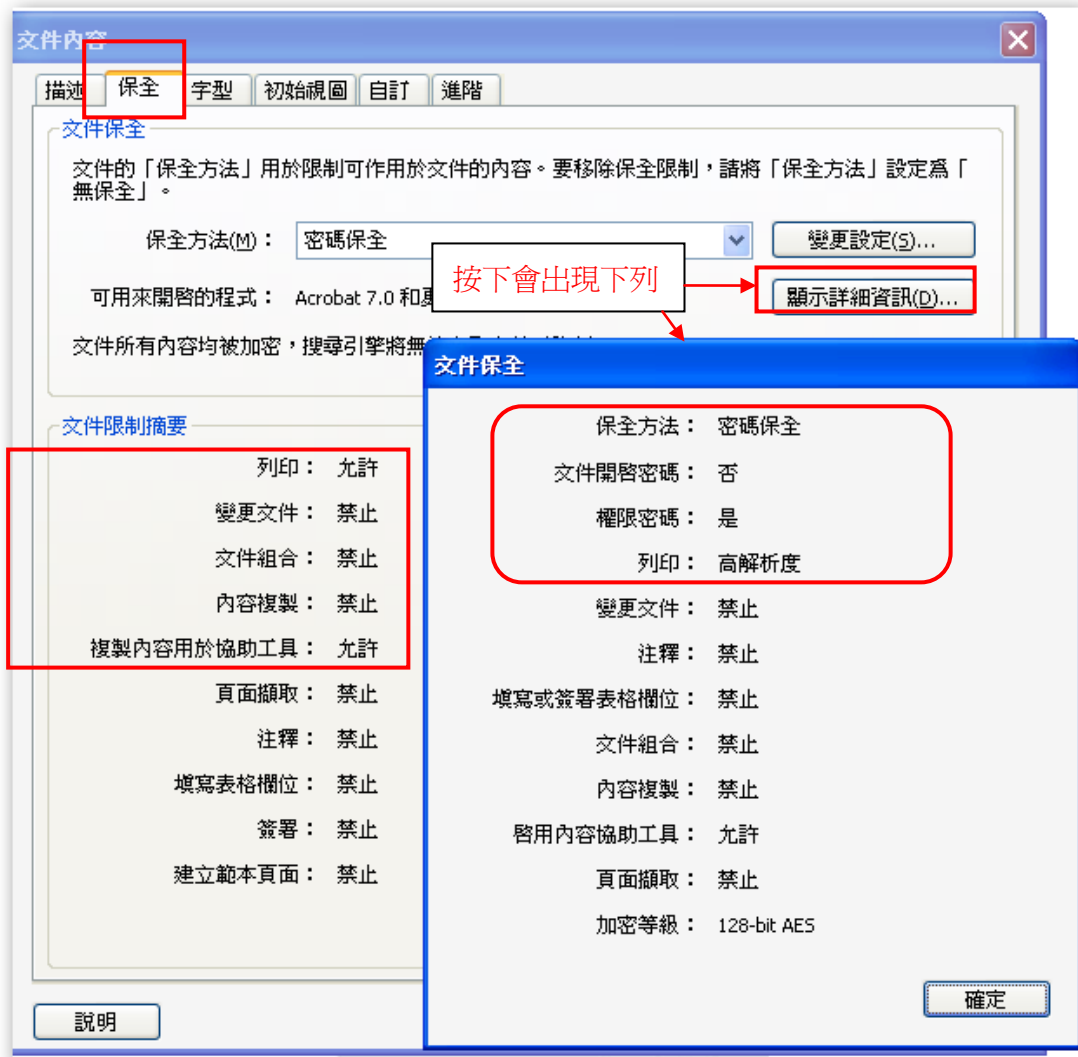 文件內容
描述 保全 字型 初始視圖 自訂 進階
文件保全
文件的「保全方法」用於限制可作用於文件的內容。要移除保全限制，請將「保全方法」設定為「
無保全」。
保全方法(M)： 密碼保全 變更設定(S)...
按下會出現下列
可用來開啓的程式： Acrobat 7.0 和 顯示詳細資訊(D)...
文件所有內容均被加密，搜尋引擎將無
文件限制摘要
列印： 允許
變更文件： 禁止
文件組合： 禁止
內容複製： 禁止
複製內容用於協助工具： 允許
頁面擷取： 禁止
注釋： 禁止
填寫表格欄位： 禁止
簽署： 禁止
建立範本頁面： 禁止
說明
文件保全
保全方法： 密碼保全
文件開啓密碼： 否
權限密碼： 是
列印： 高解析度
變更文件： 禁止
注釋： 禁止
填寫或簽署表格欄位： 禁止
文件組合： 禁止
內容複製： 禁止
啓用內容協助工具： 允許
頁面擷取： 禁止
加密等級： 128-bit AES
確定